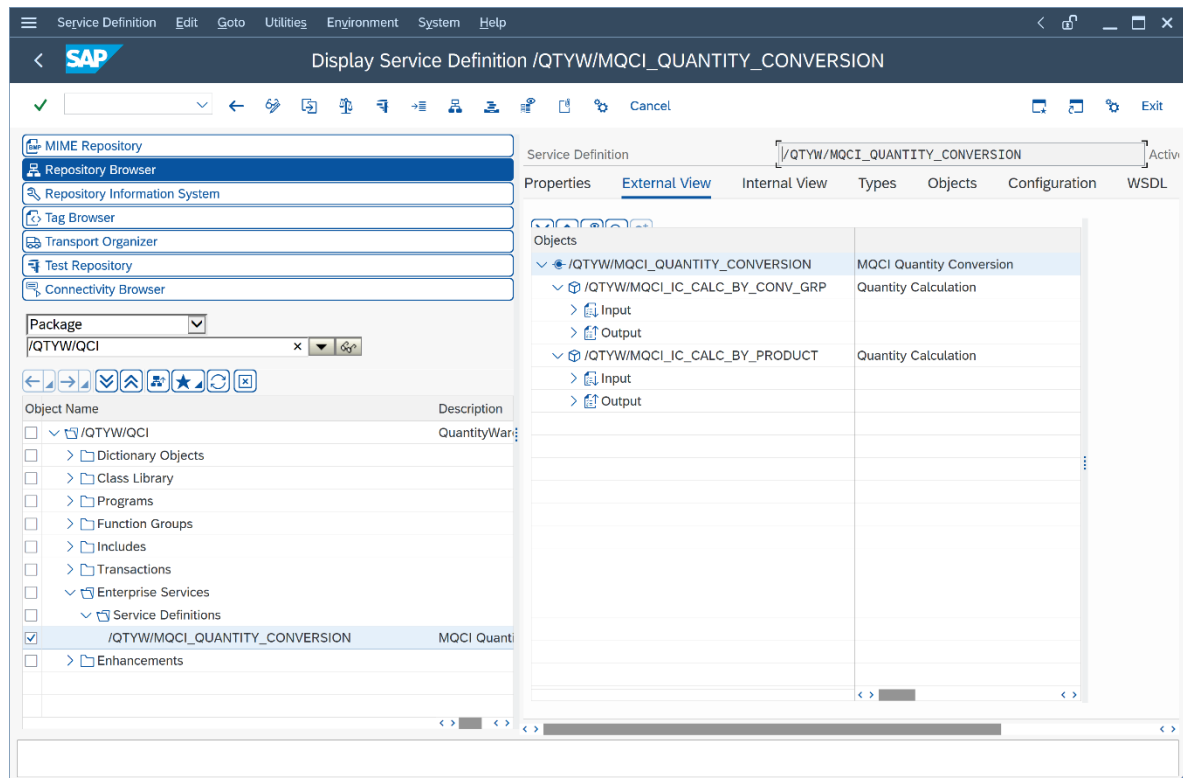 Service Definition Edit Goto Utilities Environment System Help
SAP Display Service Definition /QTYW/MQCI_QUANTITY_CONVERSION
Cancel Exit
MIME Repository
Repository Browser
Repository Information System
Tag Browser
Transport Organizer
Test Repository
Connectivity Browser
Package
/QTYW/QCI
Object Name Description
/QTYW/QCI QuantityWar
Dictionary Objects
Class Library
Programs
Function Groups
Includes
Transactions
Enterprise Services
Service Definitions
/QTYW/MQCI_QUANTITY_CONVERSION MQCI Quanti
Enhancements
Service Definition /QTYW/MQCI_QUANTITY_CONVERSION Activ
Properties External View Internal View Types Objects Configuration WSDL
Objects
/QTYW/MQCI_QUANTITY_CONVERSION MQCI Quantity Conversion
/QTYW/MQCI_IC_CALC_BY_CONV_GRP Quantity Calculation
Input
Output
/QTYW/MQCI_IC_CALC_BY_PRODUCT Quantity Calculation
Input
Output